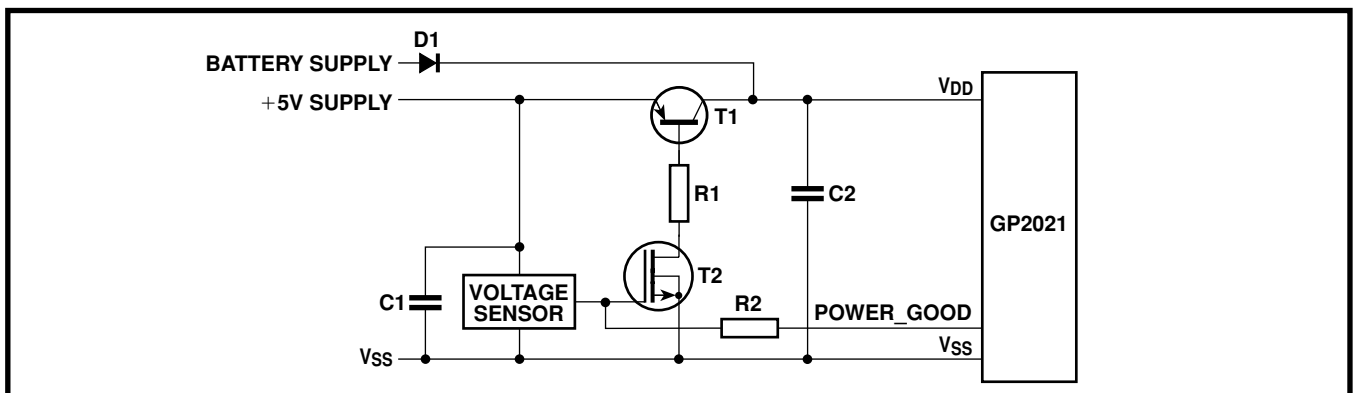 D1
BATTERY SUPPLY
+5V SUPPLY
VDD
T1
R1
C2
GP2021
T2
C1
VOLTAGE
SENSOR
R2
POWER_GOOD
VSS
VSS